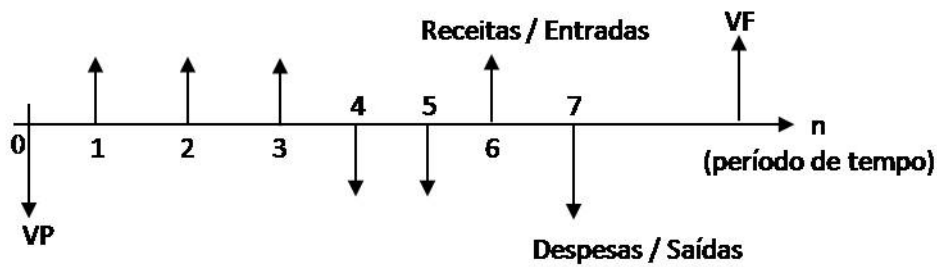 Receitas / Entradas
VF
4 5 7
0 1 2 3 6 n
(período de tempo)
VP
Despesas / Saídas